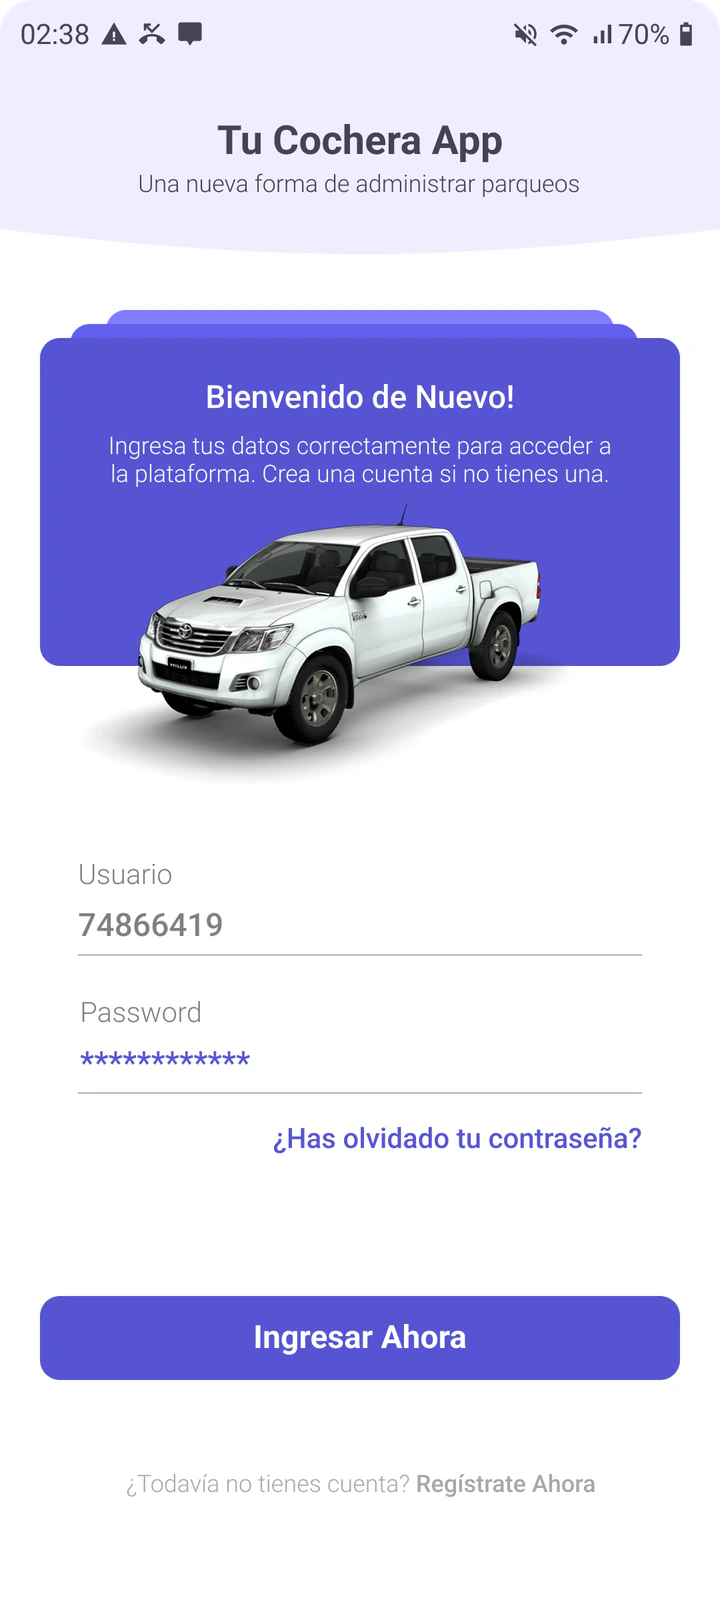 02:38
70%
Tu Cochera App
Una nueva forma de administrar parqueos
Bienvenido de Nuevo!
Ingresa tus datos correctamente para acceder a
la plataforma. Crea una cuenta si no tienes una.
HILUX
Usuario
74866419
Password
************
¿Has olvidado tu contraseña?
Ingresar Ahora
¿Todavía no tienes cuenta? Regístrate Ahora